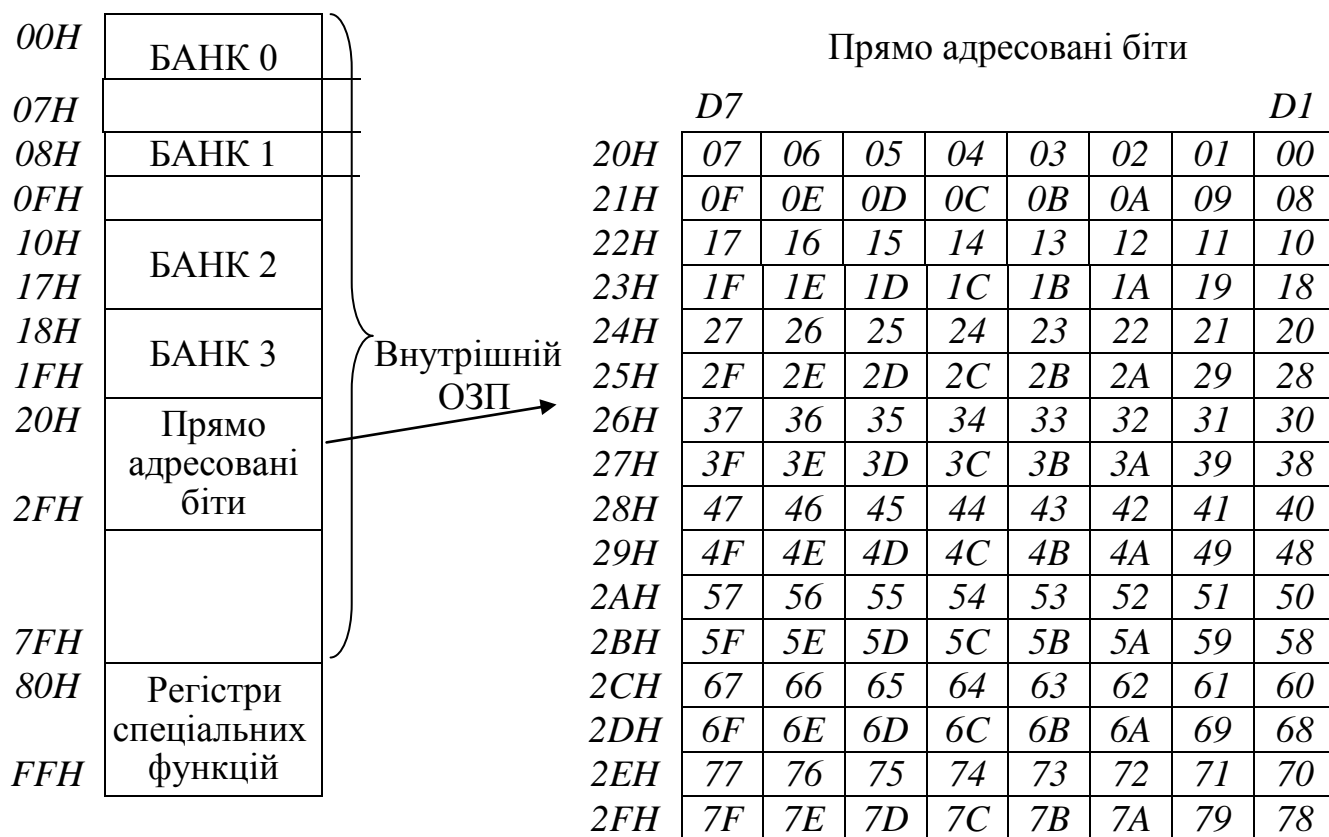 00H
БАНК 0
07H
08H БАНК 1
0FH
10H
БАНК 2
17H
18H
БАНК 3
1FH
20H
Прямо
адресовані
біти
2FH
7FH
80H
Регістри
спеціальних
функцій
FFH
Внутрішній
ОЗП
Прямо адресовані біти
D7 D1
20H 07 06 05 04 03 02 01 00
21H 0F 0E 0D 0C 0B 0A 09 08
22H 17 16 15 14 13 12 11 10
23H 1F 1E 1D 1C 1B 1A 19 18
24H 27 26 25 24 23 22 21 20
25H 2F 2E 2D 2C 2B 2A 29 28
26H 37 36 35 34 33 32 31 30
27H 3F 3E 3D 3C 3B 3A 39 38
28H 47 46 45 44 43 42 41 40
29H 4F 4E 4D 4C 4B 4A 49 48
2AH 57 56 55 54 53 52 51 50
2BH 5F 5E 5D 5C 5B 5A 59 58
2CH 67 66 65 64 63 62 61 60
2DH 6F 6E 6D 6C 6B 6A 69 68
2EH 77 76 75 74 73 72 71 70
2FH 7F 7E 7D 7C 7B 7A 79 78